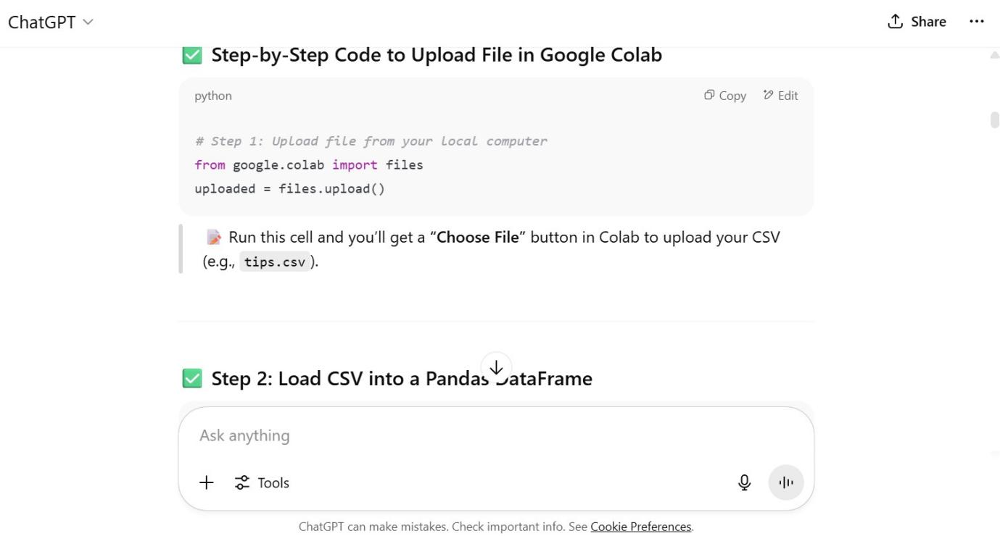 ChatGPT
Share
Step-by-Step Code to Upload File in Google Colab
python
Copy
Edit
# Step 1: Upload file from your local computer
from google.colab import files
uploaded = files.upload()
Run this cell and you’ll get a “Choose File” button in Colab to upload your CSV
(e.g., tips.csv).
Step 2: Load CSV into a Pandas DataFrame
Ask anything
Tools
ChatGPT can make mistakes. Check important info. See Cookie Preferences.